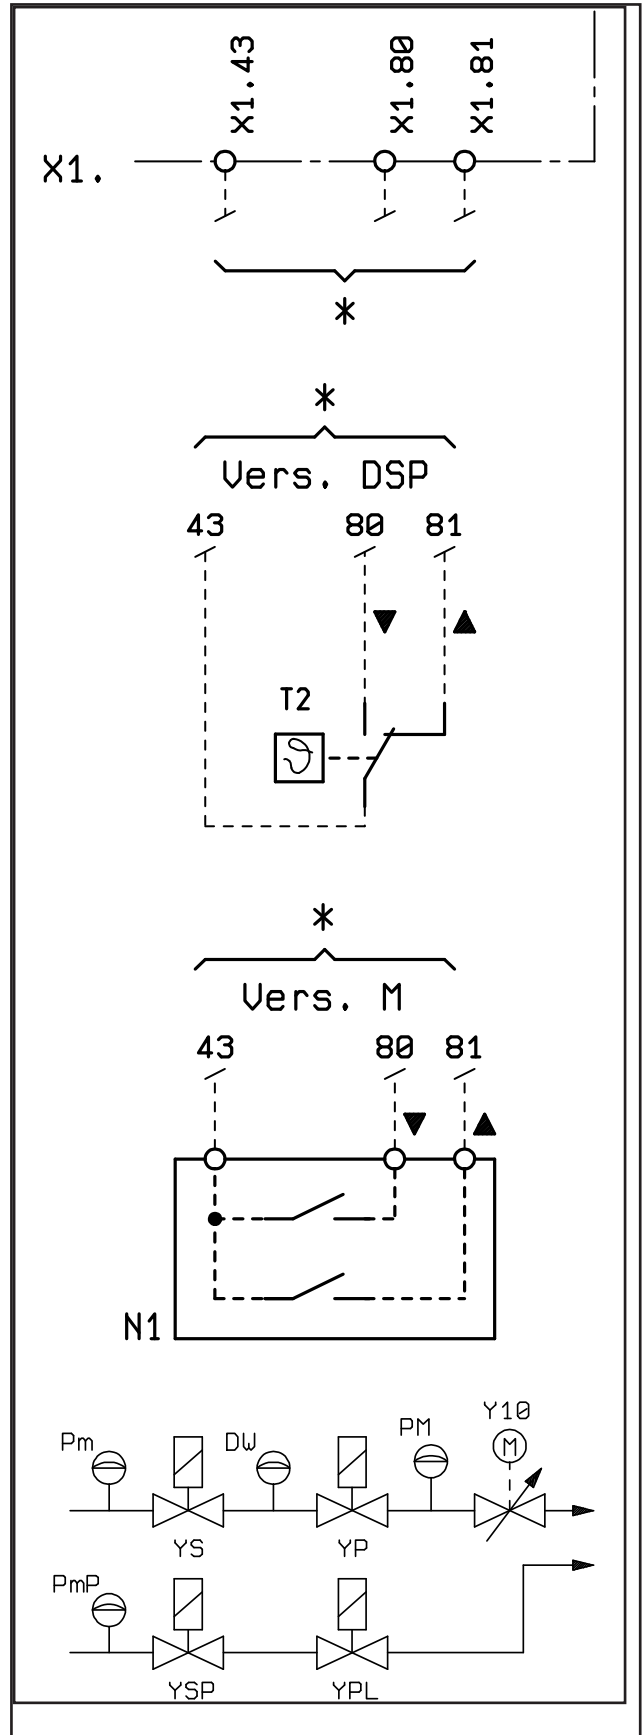 X1.43 X1.80 X1.81
X1.
*
*
Vers. DSP
43 80 81
T2
*
Vers. M
43 80 81
N1
Y10
Pm DW PM
M
YS YP
PmP
YSP YPL